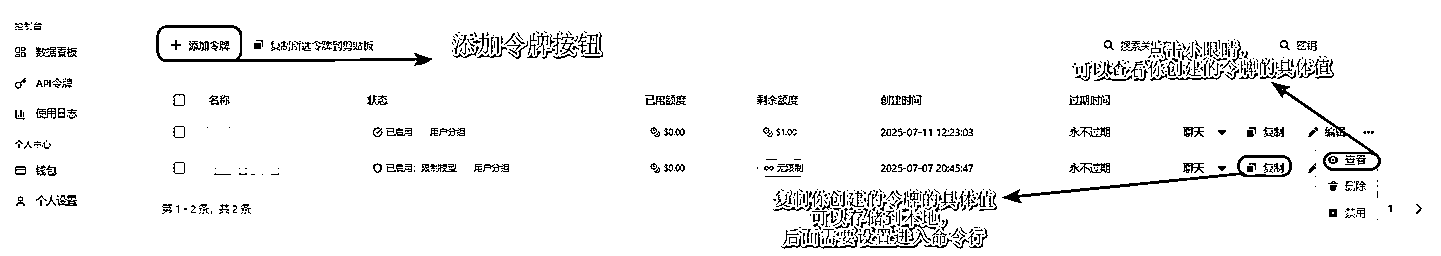 控制台
数据看板
API令牌
使用日志
个人中心
钱包
个人设置
添加令牌 复制所选令牌到剪贴板
添加令牌按钮
搜索关 密钥
点击小眼睛,
可以查看你创建的令牌的具体值
名称 状态 已用额度 剩余额度 创建时间 过期时间
已启用 用户分组 $0.00 $1.00 2025-07-11 12:23:03 永不过期 聊天 复制 编辑
已启用:限制模型 用户分组 $0.00 无限制 2025-07-07 20:45:47 永不过期 聊天 复制
查看
删除
禁用
复制你创建的令牌的具体值
可以存储到本地,
后面需要设置进入命令行
第 1 - 2 条,共 2 条
1